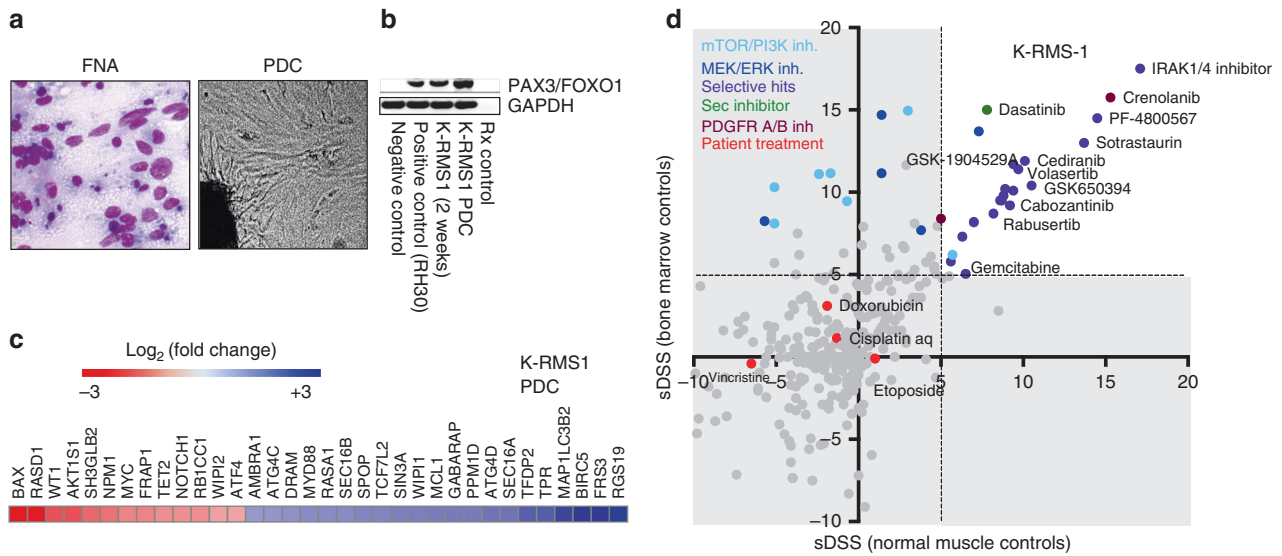 a
FNA
PDC
b
PAX3/FOXO1
GAPDH
Negative control
Positive control (RH30)
K-RMS1 (2 weeks)
K-RMS1 PDC
Rx control
c
Log2 (fold change)
–3
+3
K-RMS1
PDC
BAX
RASD1
WT1
AKT1S1
SH3GLB2
NPM1
MYC
FRAP1
TET2
NOTCH1
RB1CC1
WIPI2
ATF4
AMBRA1
ATG4C
DRAM
MYD88
RASA1
SEC16B
SPOP
TCF7L2
SIN3A
WIPI1
MCL1
GABARAP
PPM1D
ATG4D
SEC16A
TFDP2
TPR
MAP1LC3B2
BIRC5
FRS3
RGS19
d
K-RMS-1
mTOR/PI3K inh.
MEK/ERK inh.
Selective hits
Sec inhibitor
PDGFR A/B inh
Patient treatment
sDSS (bone marrow controls)
20
15
10
5
–5
–10
–10
–5
5
10
15
20
IRAK1/4 inhibitor
Crenolanib
Dasatinib
PF-4800567
Sotrastaurin
GSK-1904529A
Cediranib
Volasertib
GSK650394
Cabozantinib
Rabusertib
Gemcitabine
Doxorubicin
Cisplatin aq
Vincristine
Etoposide
sDSS (normal muscle controls)